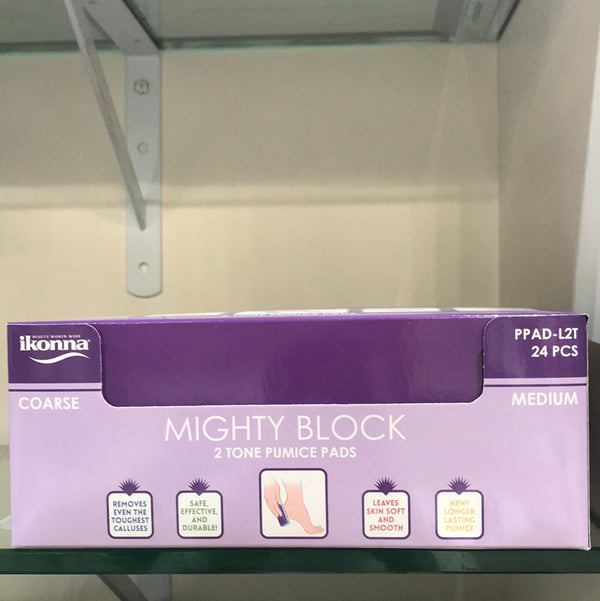 BEAUTY WORLD WIDE
ikonna
PPAD-L2T
24 PCS
COARSE
MEDIUM
MIGHTY BLOCK
2 TONE PUMICE PADS
REMOVES
EVEN THE
TOUGHEST
CALLUSES
SAFE,
EFFECTIVE,
AND
DURABLE!
LEAVES
SKIN SOFT
AND
SMOOTH
NEW!
LONGER
LASTING
PUMICE